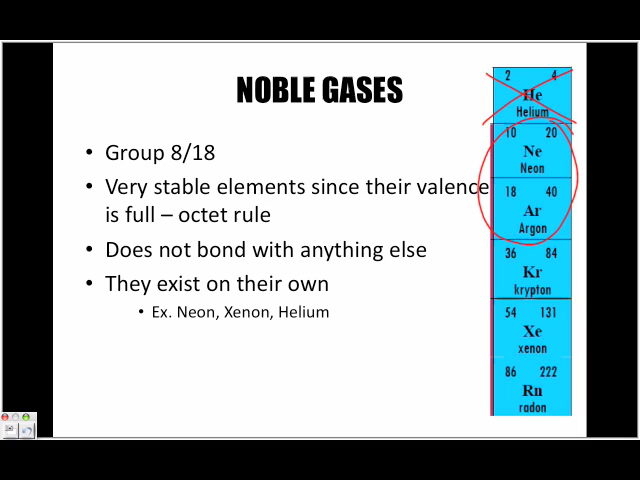 NOBLE GASES
• Group 8/18
• Very stable elements since their valence
is full – octet rule
• Does not bond with anything else
• They exist on their own
• Ex. Neon, Xenon, Helium
2 4
He
Helium
10 20
Ne
Neon
18 40
Ar
Argon
36 84
Kr
krypton
54 131
Xe
xenon
86 222
Rn
radon